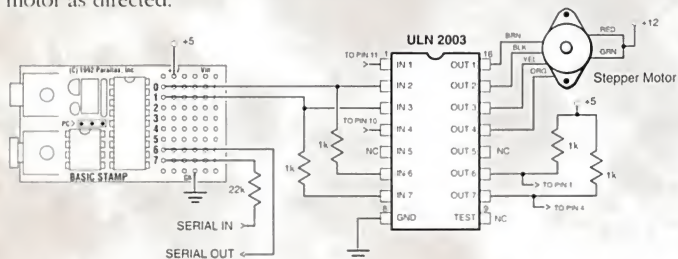 motor as directed.
+5
(C) 1992 Parallax, Inc.
+5
Vin
0
1
2
3
4
5
6
7
PC
BASIC STAMP
1k
1k
22k
SERIAL IN
SERIAL OUT
ULN 2003
TO PIN 11
1
16
IN 1
OUT 1
IN 2
OUT 2
IN 3
OUT 3
TO PIN 10
IN 4
OUT 4
NC
IN 5
OUT 5
NC
IN 6
OUT 6
IN 7
OUT 7
8
GND
TEST
9
NC
BRN
BLK
YEL
ORG
RED
GRN
+12
Stepper Motor
+5
1k
1k
TO PIN 1
TO PIN 4